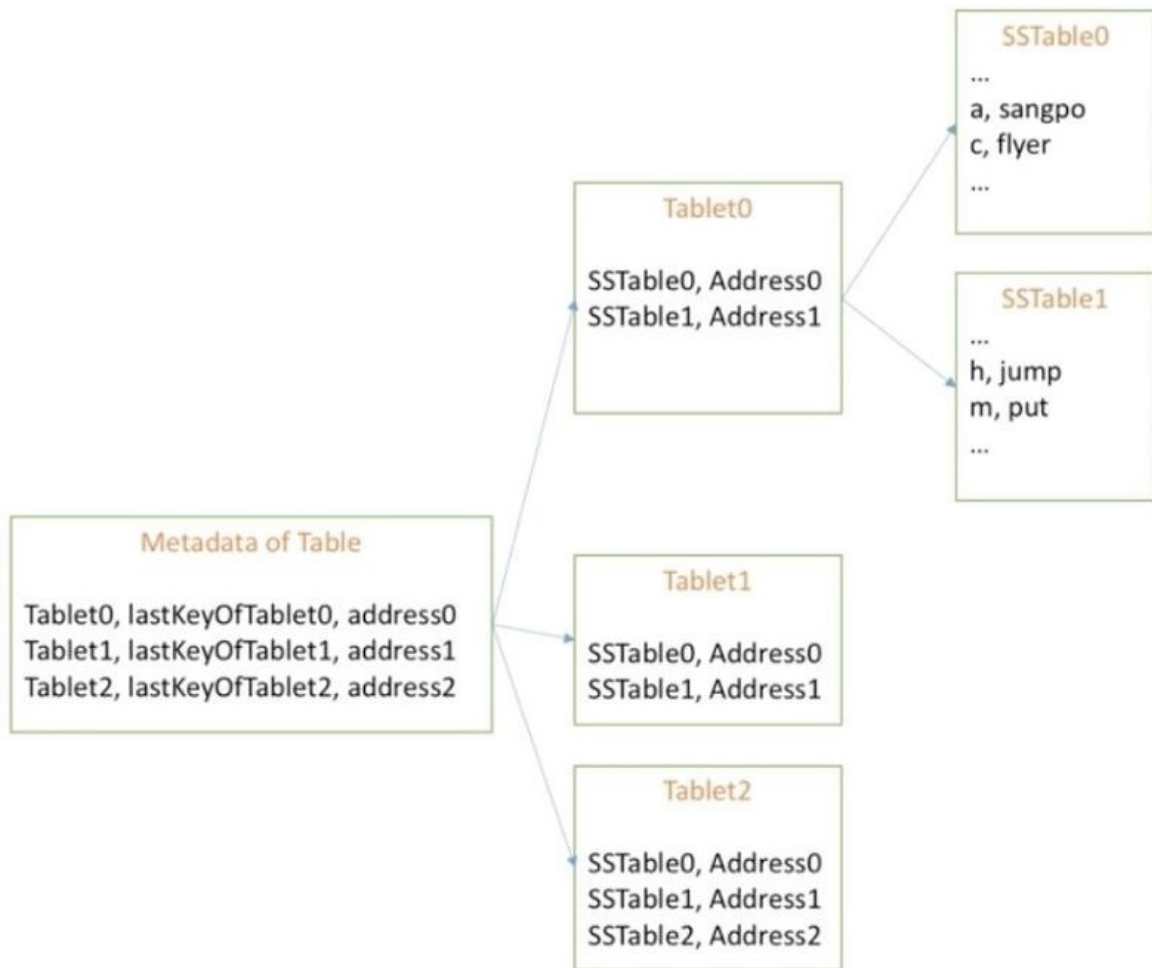 SSTable0
...
a, sangpo
c, flyer
...
Tablet0
SSTable0, Address0
SSTable1, Address1
SSTable1
...
h, jump
m, put
...
Metadata of Table
Tablet0, lastKeyOfTablet0, address0
Tablet1, lastKeyOfTablet1, address1
Tablet2, lastKeyOfTablet2, address2
Tablet1
SSTable0, Address0
SSTable1, Address1
Tablet2
SSTable0, Address0
SSTable1, Address1
SSTable2, Address2